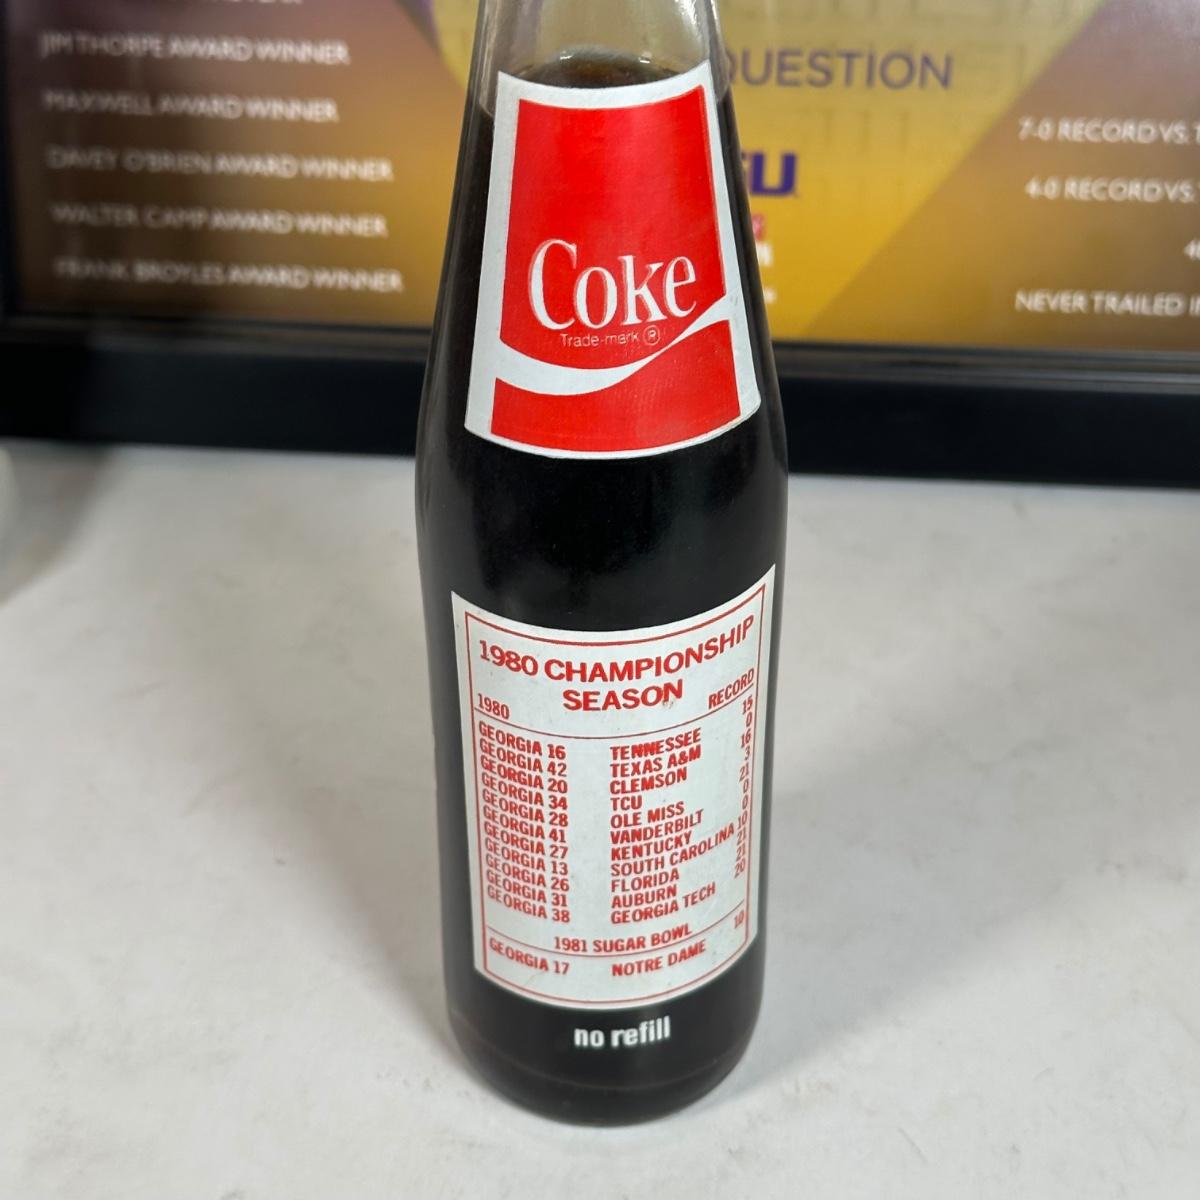 JIM THORPE AWARD WINNER
MAXWELL AWARD WINNER
DAVEY O'BRIEN AWARD WINNER
WALTER CAMP AWARD WINNER
FRANK BROYLES AWARD WINNER
QUESTION
7-0 RECORD VS.
4-0 RECORD VS.
NEVER TRAILED
Coke
Trade-mark ®
1980 CHAMPIONSHIP
SEASON
1980 RECORD
GEORGIA 16 TENNESSEE 15
GEORGIA 42 TEXAS A&M 0
GEORGIA 20 CLEMSON 16
GEORGIA 34 TCU 3
GEORGIA 28 OLE MISS 21
GEORGIA 41 VANDERBILT 0
GEORGIA 27 KENTUCKY 0
GEORGIA 13 SOUTH CAROLINA 10
GEORGIA 26 FLORIDA 21
GEORGIA 31 AUBURN 21
GEORGIA 38 GEORGIA TECH 20
1981 SUGAR BOWL
GEORGIA 17 NOTRE DAME 10
no refill